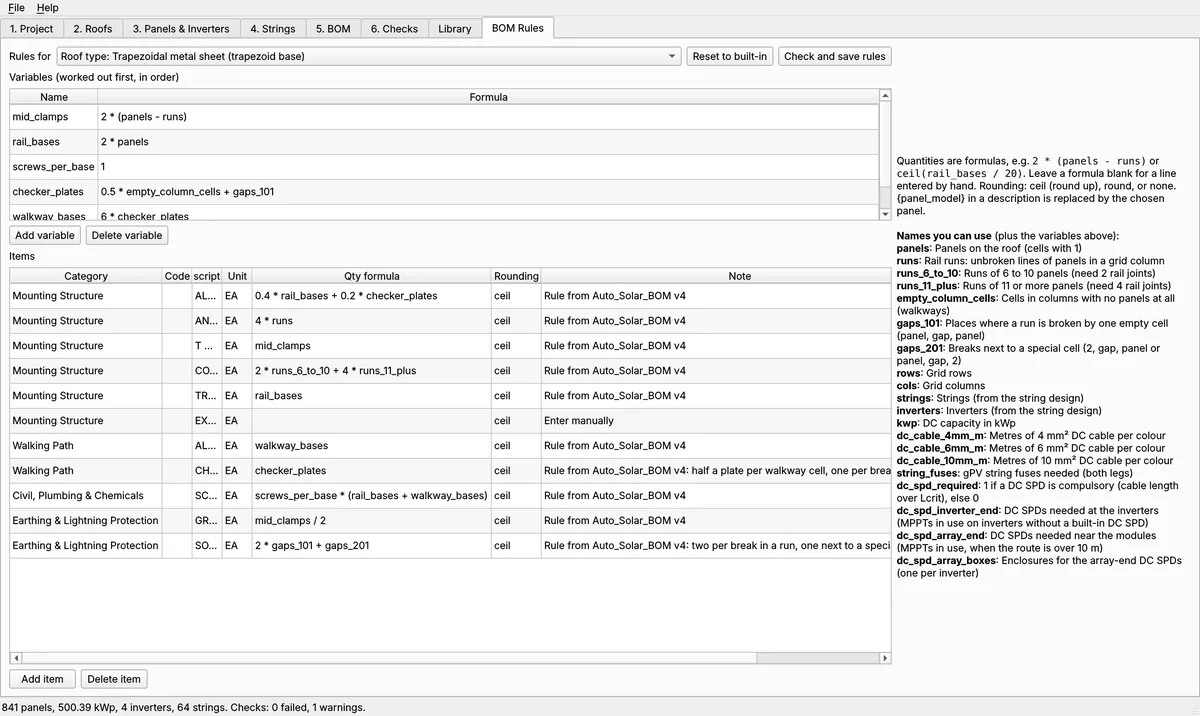 File Help
1. Project 2. Roofs 3. Panels & Inverters 4. Strings 5. BOM 6. Checks Library BOM Rules
Rules for Roof type: Trapezoidal metal sheet (trapezoid base) Reset to built-in Check and save rules
Variables (worked out first, in order)
Name Formula
mid_clamps 2 * (panels - runs)
rail_bases 2 * panels
screws_per_base 1
checker_plates 0.5 * empty_column_cells + gaps_101
walkway_bases 6 * checker_plates
Add variable Delete variable
Items
Category Code script Unit Qty formula Rounding Note
Mounting Structure AL... EA 0.4 * rail_bases + 0.2 * checker_plates ceil Rule from Auto_Solar_BOM v4
Mounting Structure AN... EA 4 * runs ceil Rule from Auto_Solar_BOM v4
Mounting Structure T ... EA mid_clamps ceil Rule from Auto_Solar_BOM v4
Mounting Structure CO... EA 2 * runs_6_to_10 + 4 * runs_11_plus ceil Rule from Auto_Solar_BOM v4
Mounting Structure TR... EA rail_bases ceil Rule from Auto_Solar_BOM v4
Mounting Structure EX... EA ceil Enter manually
Walking Path AL... EA walkway_bases ceil Rule from Auto_Solar_BOM v4
Walking Path CH... EA checker_plates ceil Rule from Auto_Solar_BOM v4: half a plate per walkway cell, one per brea
Civil, Plumbing & Chemicals SC... EA screws_per_base * (rail_bases + walkway_bases) ceil Rule from Auto_Solar_BOM v4
Earthing & Lightning Protection GR... EA mid_clamps / 2 ceil Rule from Auto_Solar_BOM v4
Earthing & Lightning Protection SO... EA 2 * gaps_101 + gaps_201 ceil Rule from Auto_Solar_BOM v4: two per break in a run, one next to a speci
Add item Delete item
Quantities are formulas, e.g. 2 * (panels - runs) or
ceil(rail_bases / 20). Leave a formula blank for a line
entered by hand. Rounding: ceil (round up), round, or none.
{panel_model} in a description is replaced by the chosen
panel.
Names you can use (plus the variables above):
panels: Panels on the roof (cells with 1)
runs: Rail runs: unbroken lines of panels in a grid column
runs_6_to_10: Runs of 6 to 10 panels (need 2 rail joints)
runs_11_plus: Runs of 11 or more panels (need 4 rail joints)
empty_column_cells: Cells in columns with no panels at all
(walkways)
gaps_101: Places where a run is broken by one empty cell
(panel, gap, panel)
gaps_201: Breaks next to a special cell (2, gap, panel or
panel, gap, 2)
rows: Grid rows
cols: Grid columns
strings: Strings (from the string design)
inverters: Inverters (from the string design)
kwp: DC capacity in kWp
dc_cable_4mm_m: Metres of 4 mm² DC cable per colour
dc_cable_6mm_m: Metres of 6 mm² DC cable per colour
dc_cable_10mm_m: Metres of 10 mm² DC cable per colour
string_fuses: gPV string fuses needed (both legs)
dc_spd_required: 1 if a DC SPD is compulsory (cable length
over Lcrit), else 0
dc_spd_inverter_end: DC SPDs needed at the inverters
(MPPTs in use on inverters without a built-in DC SPD)
dc_spd_array_end: DC SPDs needed near the modules
(MPPTs in use, when the route is over 10 m)
dc_spd_array_boxes: Enclosures for the array-end DC SPDs
(one per inverter)
841 panels, 500.39 kWp, 4 inverters, 64 strings. Checks: 0 failed, 1 warnings.